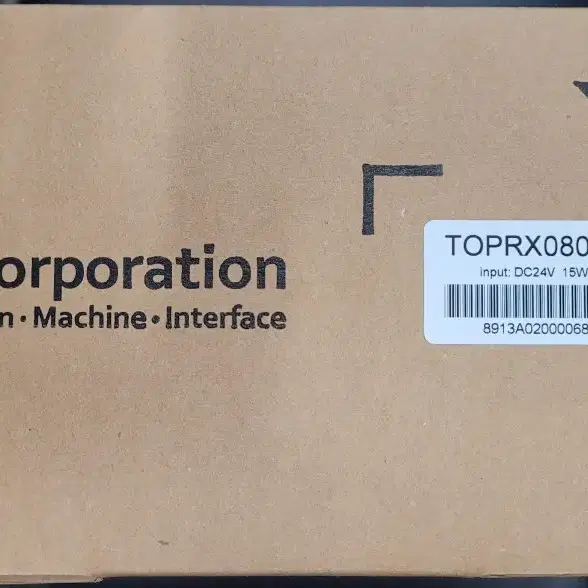 orporation
n · Machine · Interface
TOPRX080
input: DC24V 15W
8913A02000068